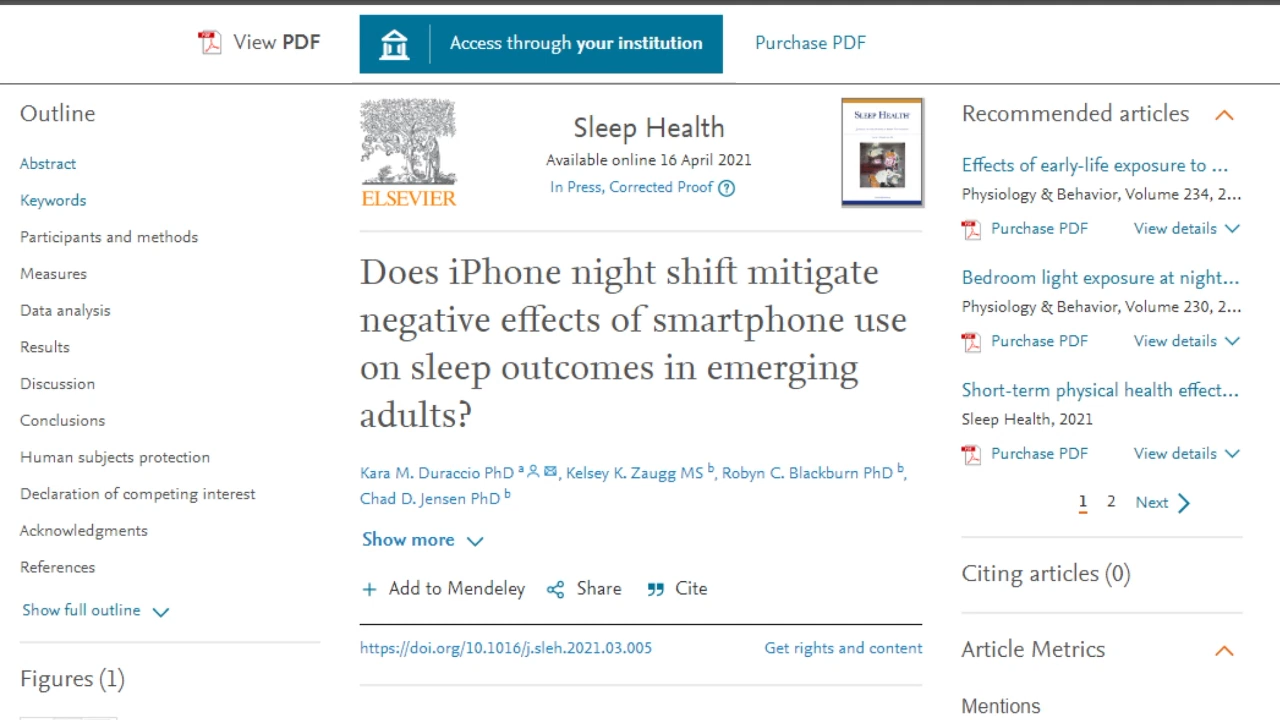 View PDF
Access through your institution
Purchase PDF
Outline
Abstract
Keywords
Participants and methods
Measures
Data analysis
Results
Discussion
Conclusions
Human subjects protection
Declaration of competing interest
Acknowledgments
References
Show full outline
Figures (1)
ELSEVIER
Sleep Health
Available online 16 April 2021
In Press, Corrected Proof ?
SLEEP HEALTH
Does iPhone night shift mitigate
negative effects of smartphone use
on sleep outcomes in emerging
adults?
Kara M. Duraccio PhD a, Kelsey K. Zaugg MS b, Robyn C. Blackburn PhD b,
Chad D. Jensen PhD b
Show more
+ Add to Mendeley Share Cite
https://doi.org/10.1016/j.sleh.2021.03.005
Get rights and content
Recommended articles
Effects of early-life exposure to ...
Physiology & Behavior, Volume 234, 2...
Purchase PDF View details
Bedroom light exposure at night...
Physiology & Behavior, Volume 230, 2...
Purchase PDF View details
Short-term physical health effect...
Sleep Health, 2021
Purchase PDF View details
1 2 Next
Citing articles (0)
Article Metrics
Mentions